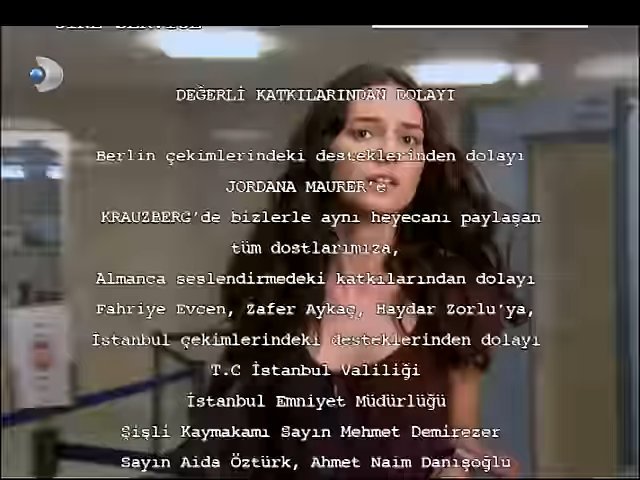 DEĞERLİ KATKILARINDAN DOLAYI
Berlin çekimlerindeki desteklerinden dolayı
JORDANA MAURER'e
KRAUZBERG'de bizlerle aynı heyecanı paylaşan
tüm dostlarımıza,
Almanca seslendirmedeki katkılarından dolayı
Fahriye Evcen, Zafer Aykaç, Haydar Zorlu'ya,
İstanbul çekimlerindeki desteklerinden dolayı
T.C İstanbul Valiliği
İstanbul Emniyet Müdürlüğü
Şişli Kaymakamı Sayın Mehmet Demirezer
Sayın Aida Öztürk, Ahmet Naim Danışoğlu